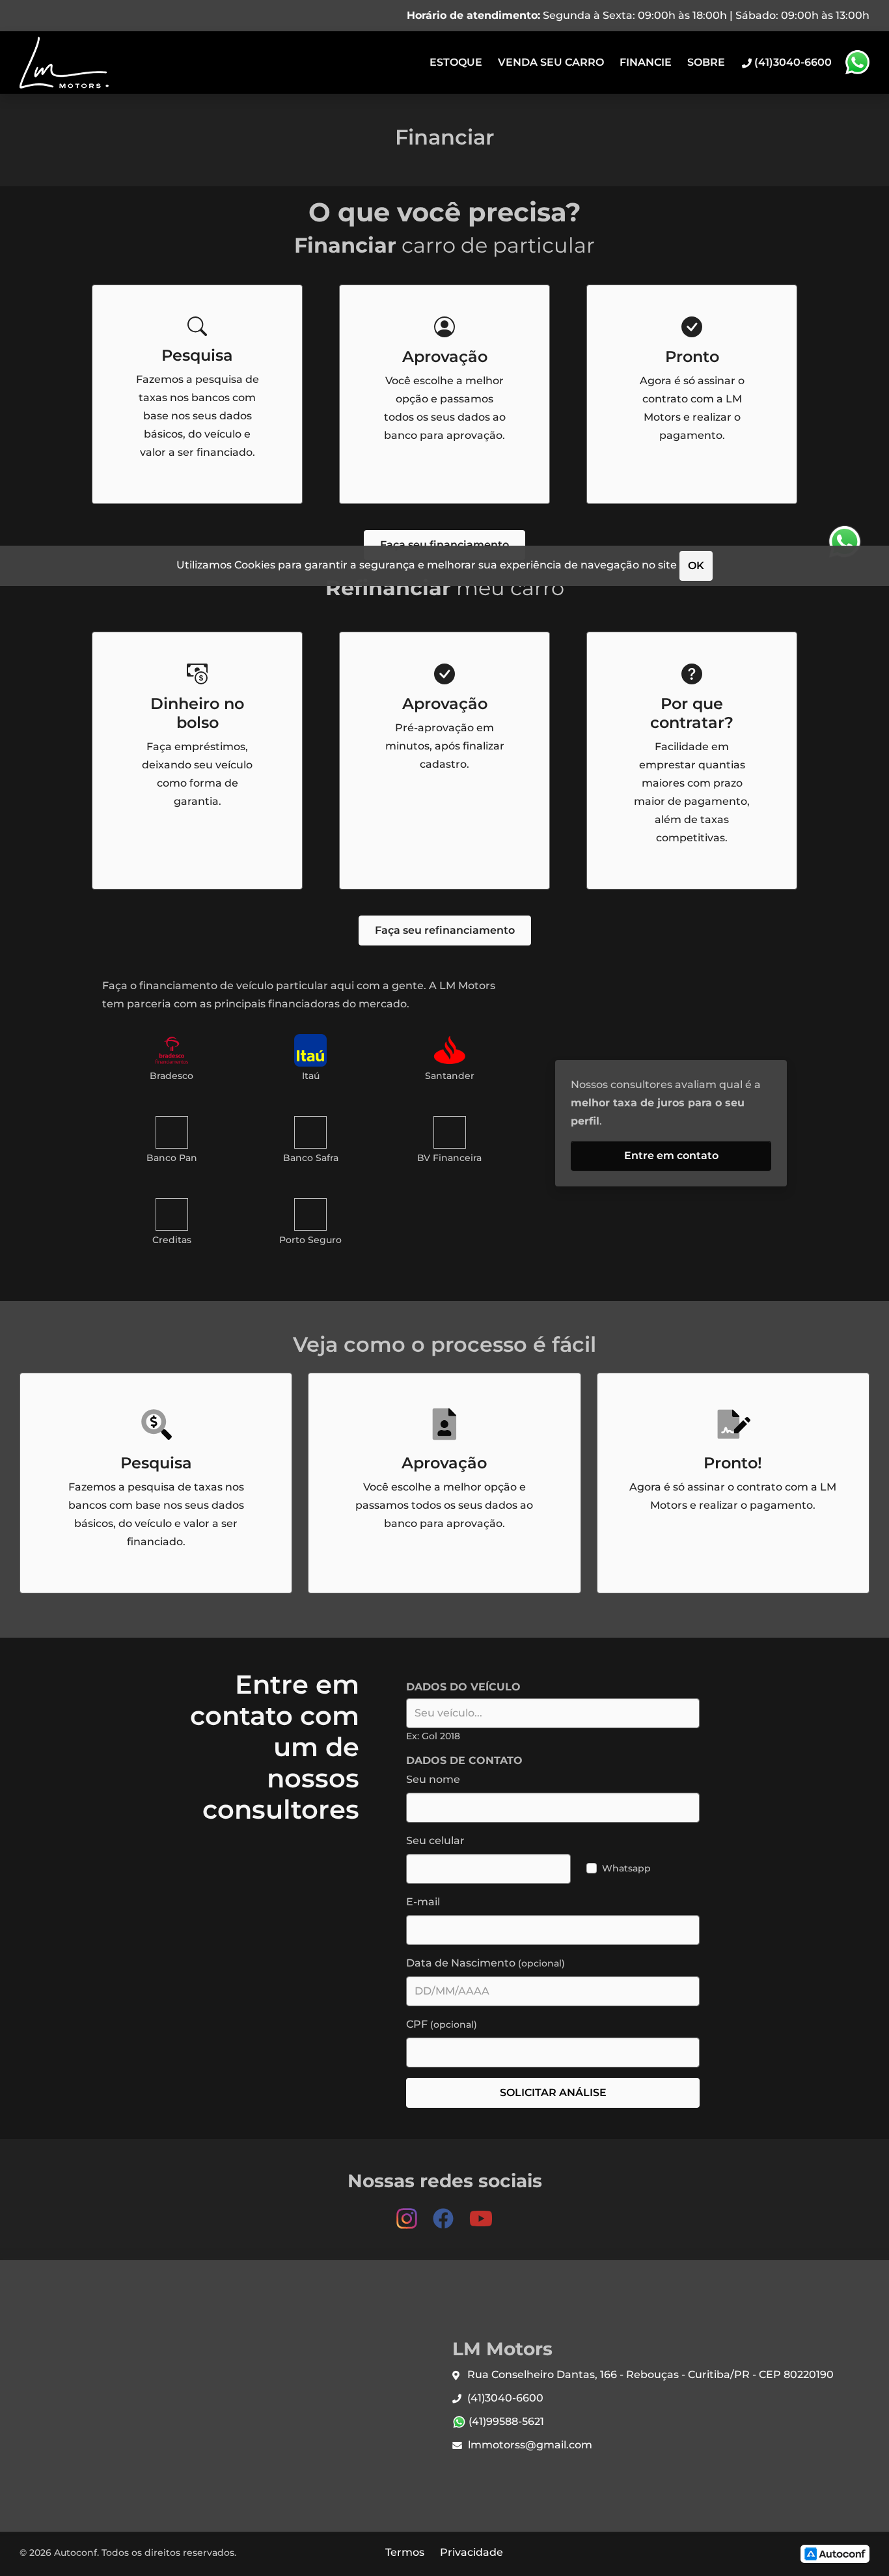 Horário de atendimento: Segunda à Sexta: 09:00h às 18:00h | Sábado: 09:00h às 13:00h
Lm MOTORS
ESTOQUE VENDA SEU CARRO FINANCIE SOBRE (41)3040-6600
Financiar
O que você precisa?
Financiar carro de particular
Pesquisa
Fazemos a pesquisa de
taxas nos bancos com
base nos seus dados
básicos, do veículo e
valor a ser financiado.
Aprovação
Você escolhe a melhor
opção e passamos
todos os seus dados ao
banco para aprovação.
Pronto
Agora é só assinar o
contrato com a LM
Motors e realizar o
pagamento.
Faça seu financiamento
Utilizamos Cookies para garantir a segurança e melhorar sua experiência de navegação no site OK
Refinanciar meu carro
Dinheiro no
bolso
Faça empréstimos,
deixando seu veículo
como forma de
garantia.
Aprovação
Pré-aprovação em
minutos, após finalizar
cadastro.
Por que
contratar?
Facilidade em
emprestar quantias
maiores com prazo
maior de pagamento,
além de taxas
competitivas.
Faça seu refinanciamento
Faça o financiamento de veículo particular aqui com a gente. A LM Motors
tem parceria com as principais financiadoras do mercado.
bradesco
financiamentos
Bradesco
Itaú
Itaú
Santander
Banco Pan
Banco Safra
BV Financeira
Creditas
Porto Seguro
Nossos consultores avaliam qual é a
melhor taxa de juros para o seu
perfil.
Entre em contato
Veja como o processo é fácil
Pesquisa
Fazemos a pesquisa de taxas nos
bancos com base nos seus dados
básicos, do veículo e valor a ser
financiado.
Aprovação
Você escolhe a melhor opção e
passamos todos os seus dados ao
banco para aprovação.
Pronto!
Agora é só assinar o contrato com a LM
Motors e realizar o pagamento.
Entre em
contato com
um de
nossos
consultores
DADOS DO VEÍCULO
Seu veículo...
Ex: Gol 2018
DADOS DE CONTATO
Seu nome
Seu celular
Whatsapp
E-mail
Data de Nascimento (opcional)
DD/MM/AAAA
CPF (opcional)
SOLICITAR ANÁLISE
Nossas redes sociais
LM Motors
Rua Conselheiro Dantas, 166 - Rebouças - Curitiba/PR - CEP 80220190
(41)3040-6600
(41)99588-5621
lmmotorss@gmail.com
© 2026 Autoconf. Todos os direitos reservados.
Termos Privacidade
Autoconf